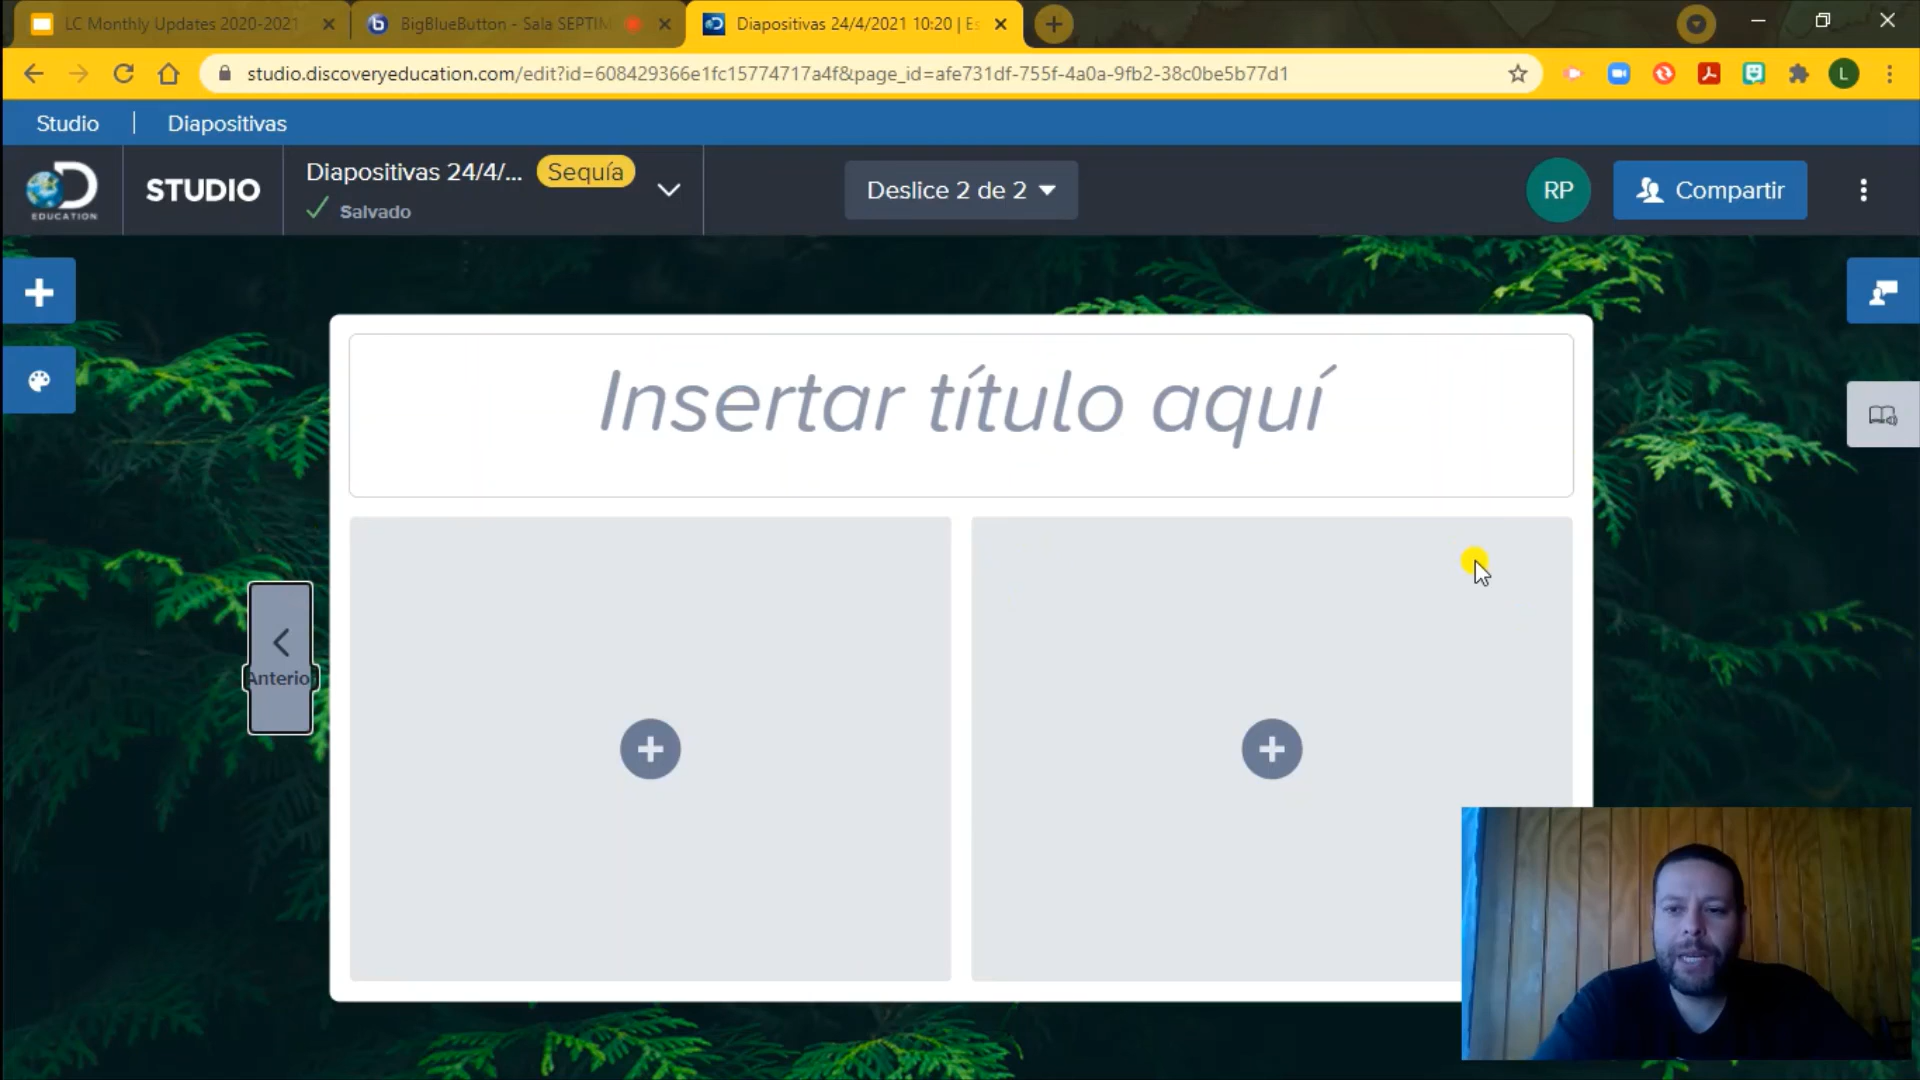 LC Monthly Updates 2020-2021
BigBlueButton - Sala SEPTIM
Diapositivas 24/4/2021 10:20 | Es
studio.discoveryeducation.com/edit?id=608429366e1fc15774717a4f&page_id=afe731df-755f-4a0a-9fb2-38c0be5b77d1
L
Studio
Diapositivas
EDUCATION
STUDIO
Diapositivas 24/4/...
Sequía
Salvado
Deslice 2 de 2
RP
Compartir
Insertar título aquí
Anterio